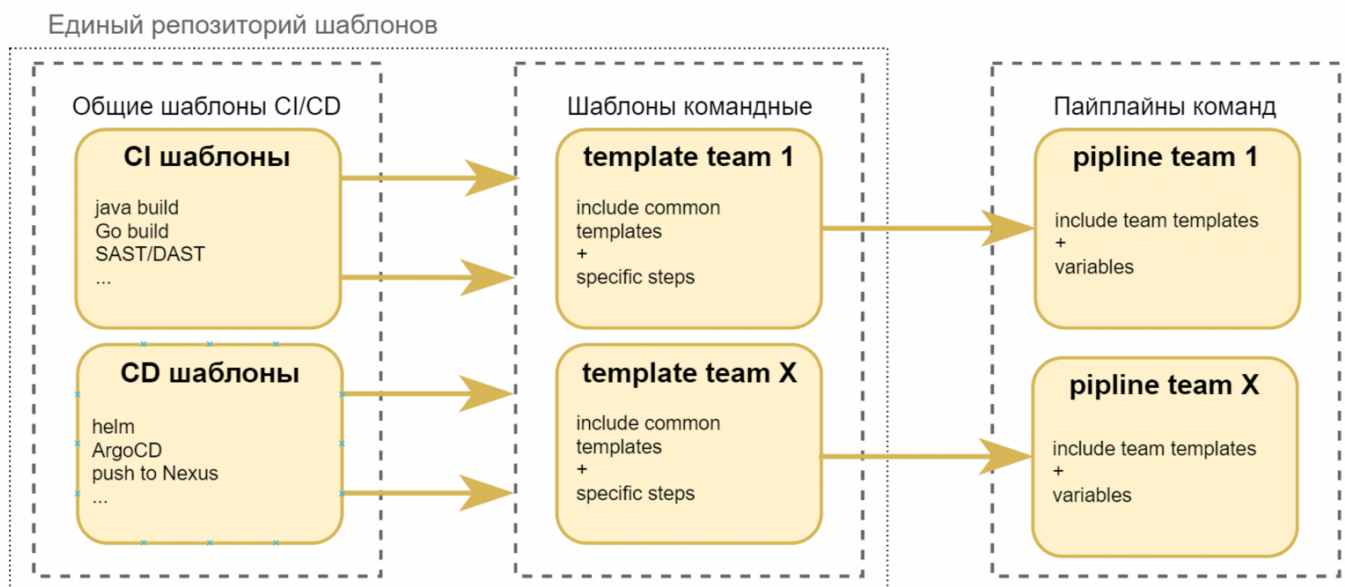 Единый репозиторий шаблонов
Общие шаблоны CI/CD
CI шаблоны
java build
Go build
SAST/DAST
...
CD шаблоны
helm
ArgoCD
push to Nexus
...
Шаблоны командные
template team 1
include common
templates
+
specific steps
template team X
include common
templates
+
specific steps
Пайплайны команд
pipline team 1
include team templates
+
variables
pipline team X
include team templates
+
variables